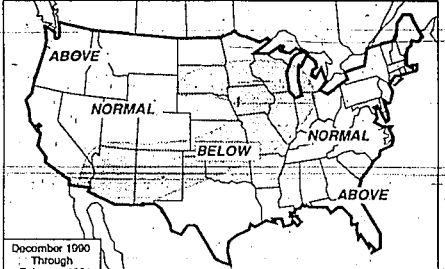 ABOVE
NORMAL
BELOW
NORMAL
ABOVE
December 1990
Through